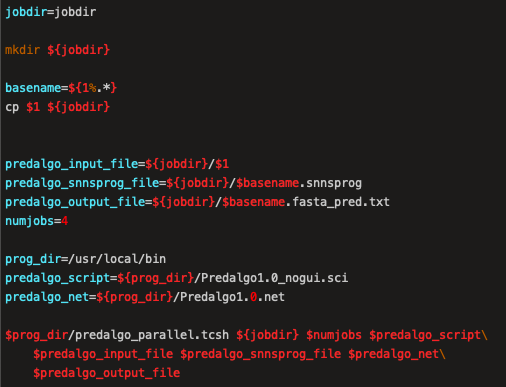 jobdir=jobdir
mkdir ${jobdir}
basename=${1%.*}
cp $1 ${jobdir}
predalgo_input_file=${jobdir}/$1
predalgo_snnsprog_file=${jobdir}/$basename.snnsprog
predalgo_output_file=${jobdir}/$basename.fasta_pred.txt
numjobs=4
prog_dir=/usr/local/bin
predalgo_script=${prog_dir}/Predalgo1.0_nogui.sci
predalgo_net=${prog_dir}/Predalgo1.0.net
$prog_dir/predalgo_parallel.tcsh ${jobdir} $numjobs $predalgo_script\
    $predalgo_input_file $predalgo_snnsprog_file $predalgo_net\
    $predalgo_output_file